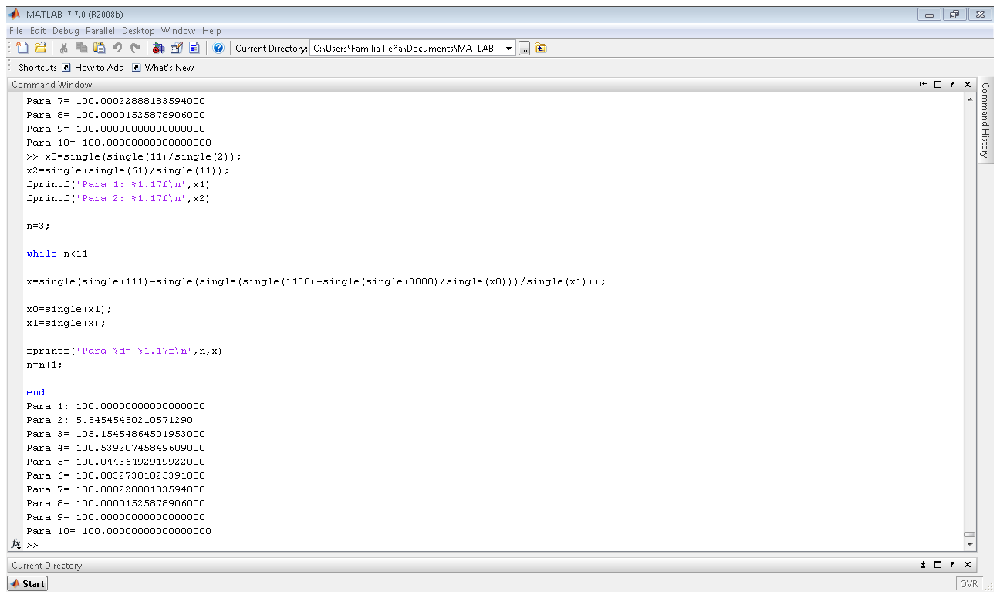 MATLAB 7.7.0 (R2008b)
File Edit Debug Parallel Desktop Window Help
Current Directory: C:\Users\Familia Peña\Documents\MATLAB ...
Shortcuts How to Add What's New
Command Window
Command History
Para 7= 100.00022888183594000
Para 8= 100.00001525878906000
Para 9= 100.00000000000000000
Para 10= 100.00000000000000000
>> x0=single(single(11)/single(2));
x2=single(single(61)/single(11));
fprintf('Para 1: %1.17f\n',x1)
fprintf('Para 2: %1.17f\n',x2)
n=3;
while n<11
x=single(single(111)-single(single(single(1130)-single(single(3000)/single(x0)))/single(x1)));
x0=single(x1);
x1=single(x);
fprintf('Para %d= %1.17f\n',n,x)
n=n+1;
end
Para 1: 100.00000000000000000
Para 2: 5.54545450210571290
Para 3= 105.15454864501953000
Para 4= 100.53920745849609000
Para 5= 100.04436492919922000
Para 6= 100.00327301025391000
Para 7= 100.00022888183594000
Para 8= 100.00001525878906000
Para 9= 100.00000000000000000
Para 10= 100.00000000000000000
fx >>
Current Directory
Start
OVR